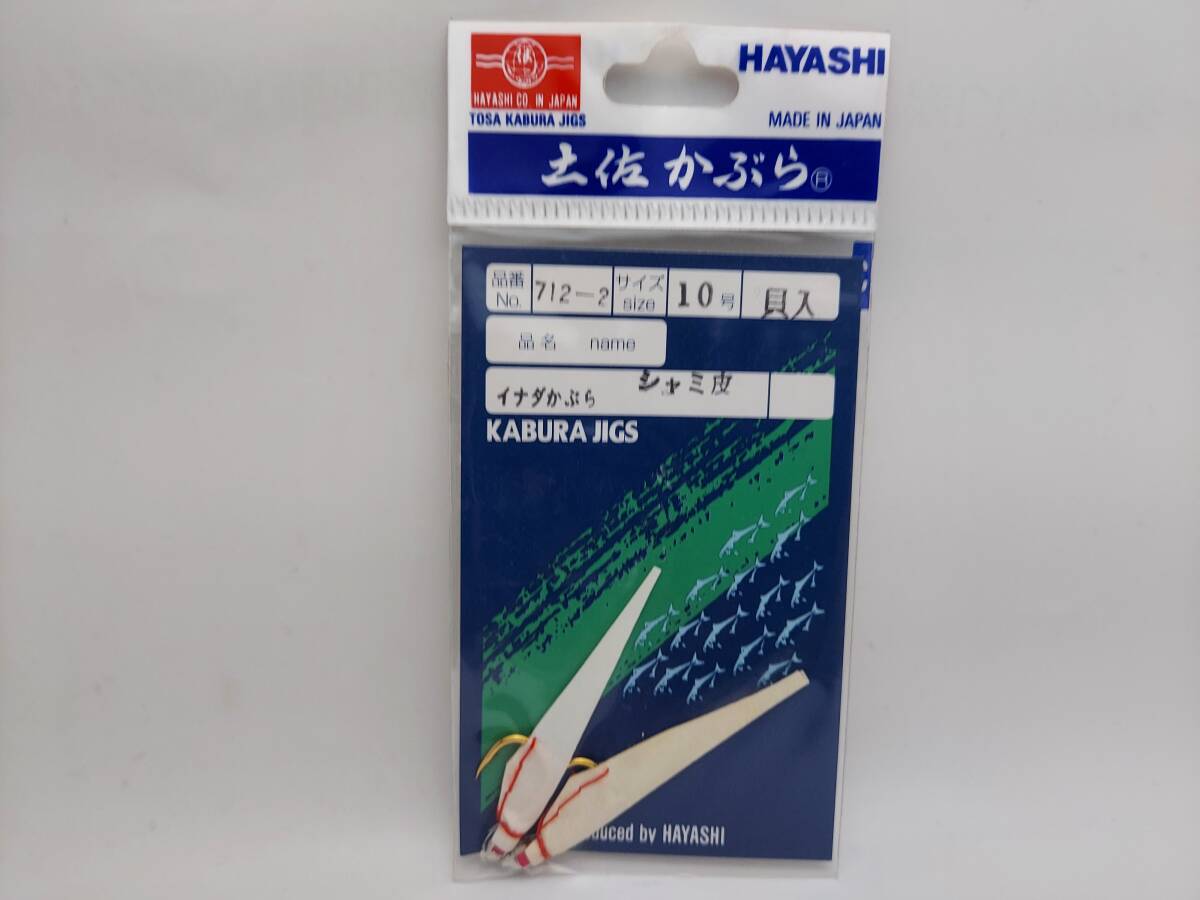 HAYASHI CO IN JAPAN
TOSA KABURA JIGS
HAYASHI
MADE IN JAPAN
土佐かぶら
品番 No. 712-2 サイズ size 10号 貝入
品名 name
イナダかぶら シャミ皮
KABURA JIGS
duced by HAYASHI